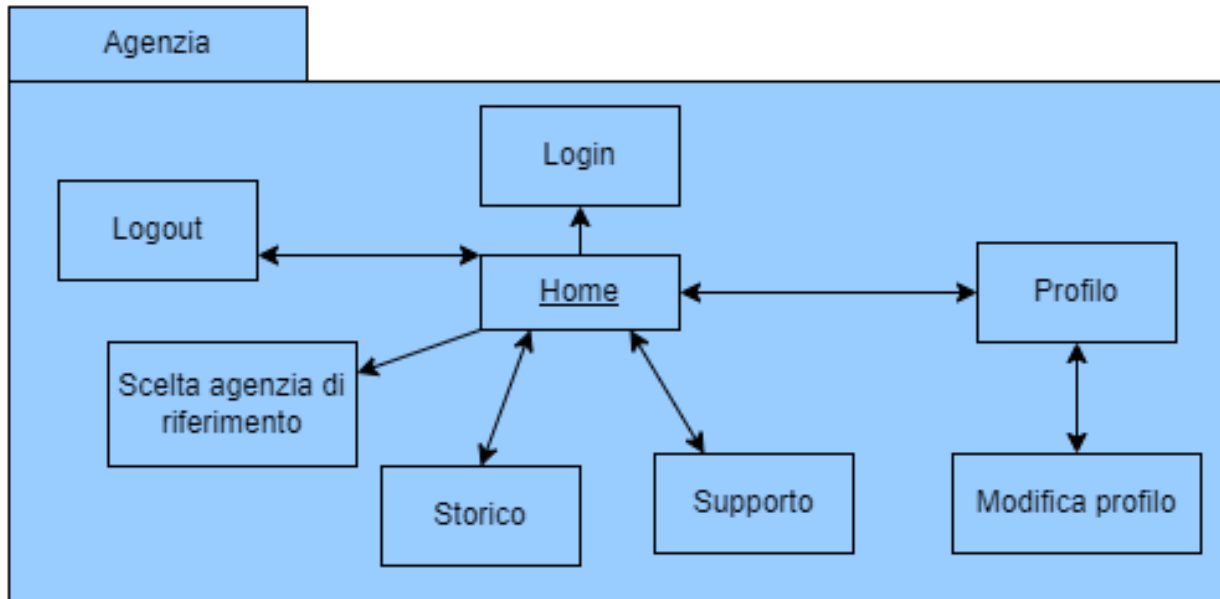 Agenzia
Login
Logout
Home
Profilo
Scelta agenzia di
riferimento
Storico
Supporto
Modifica profilo